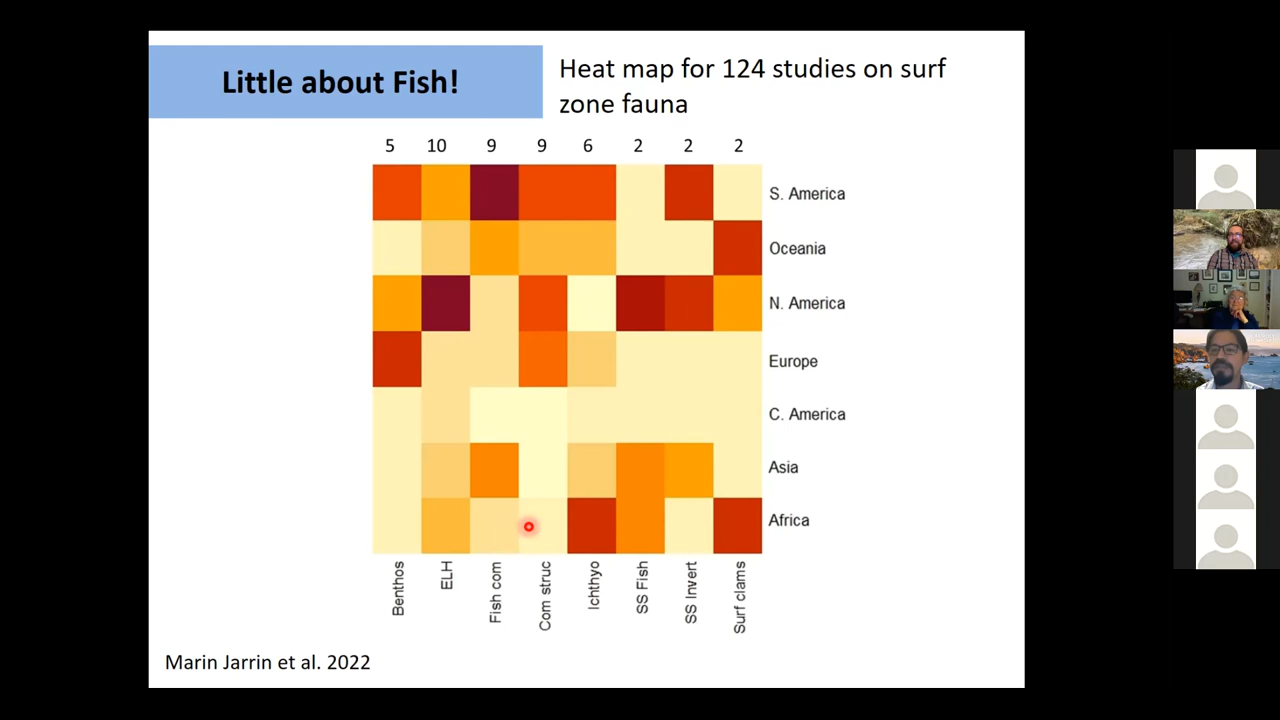 Little about Fish!
Heat map for 124 studies on surf
zone fauna
5 10 9 9 6 2 2 2
S. America
Oceania
N. America
Europe
C. America
Asia
Africa
Benthos
ELH
Fish com
Com struc
Ichthyo
SS Fish
SS Invert
Surf clams
Marin Jarrin et al. 2022